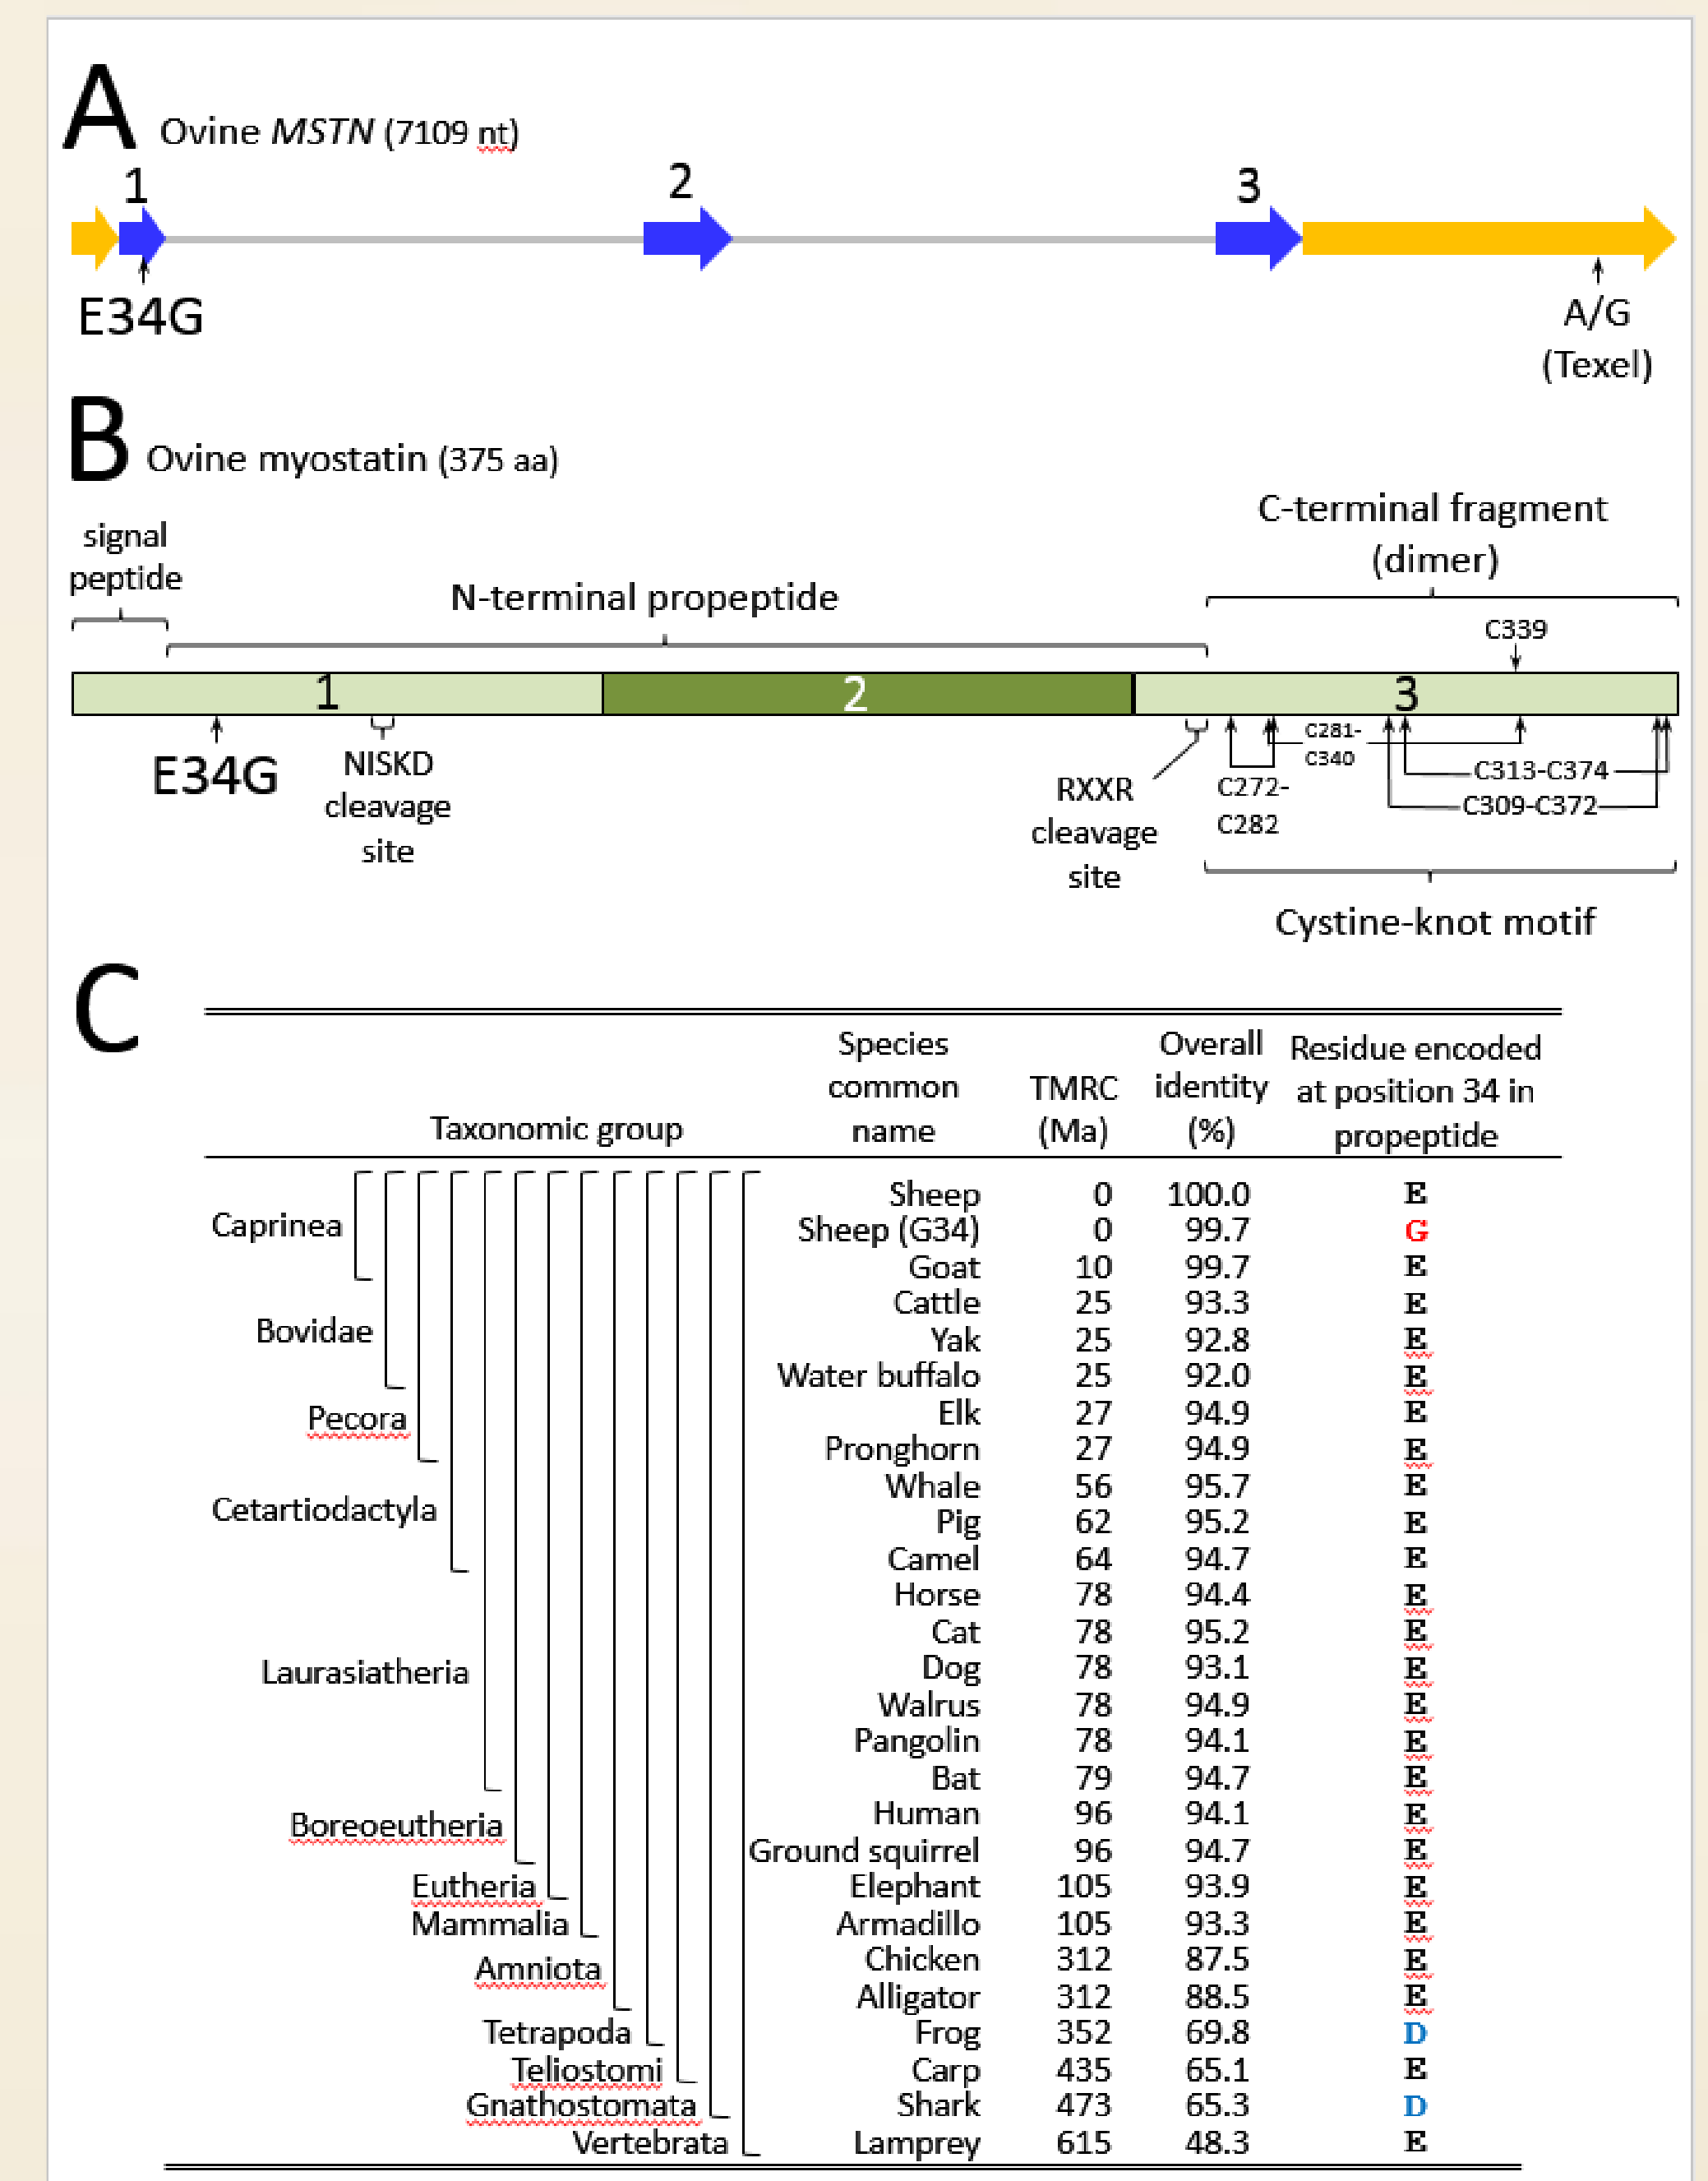 A Ovine MSTN (7109 nt)
1 2 3
E34G
A/G
(Texel)
B Ovine myostatin (375 aa)
signal
peptide
N-terminal propeptide
C-terminal fragment
(dimer)
C339
1 2 3
E34G
NISKD
cleavage
site
RXXR
cleavage
site
C272-
C282
C281-
C340
C313-C374
C309-C372
Cystine-knot motif
C
Taxonomic group
Species
common
name
TMRC
(Ma)
Overall
identity
(%)
Residue encoded
at position 34 in
propeptide
Caprinea
Bovidae
Pecora
Cetartiodactyla
Laurasiatheria
Boreoeutheria
Eutheria
Mammalia
Amniota
Tetrapoda
Teliostomi
Gnathostomata
Vertebrata
Sheep 0 100.0 E
Sheep (G34) 0 99.7 G
Goat 10 99.7 E
Cattle 25 93.3 E
Yak 25 92.8 E
Water buffalo 25 92.0 E
Elk 27 94.9 E
Pronghorn 27 94.9 E
Whale 56 95.7 E
Pig 62 95.2 E
Camel 64 94.7 E
Horse 78 94.4 E
Cat 78 95.2 E
Dog 78 93.1 E
Walrus 78 94.9 E
Pangolin 78 94.1 E
Bat 79 94.7 E
Human 96 94.1 E
Ground squirrel 96 94.7 E
Elephant 105 93.9 E
Armadillo 105 93.3 E
Chicken 312 87.5 E
Alligator 312 88.5 E
Frog 352 69.8 D
Carp 435 65.1 E
Shark 473 65.3 D
Lamprey 615 48.3 E